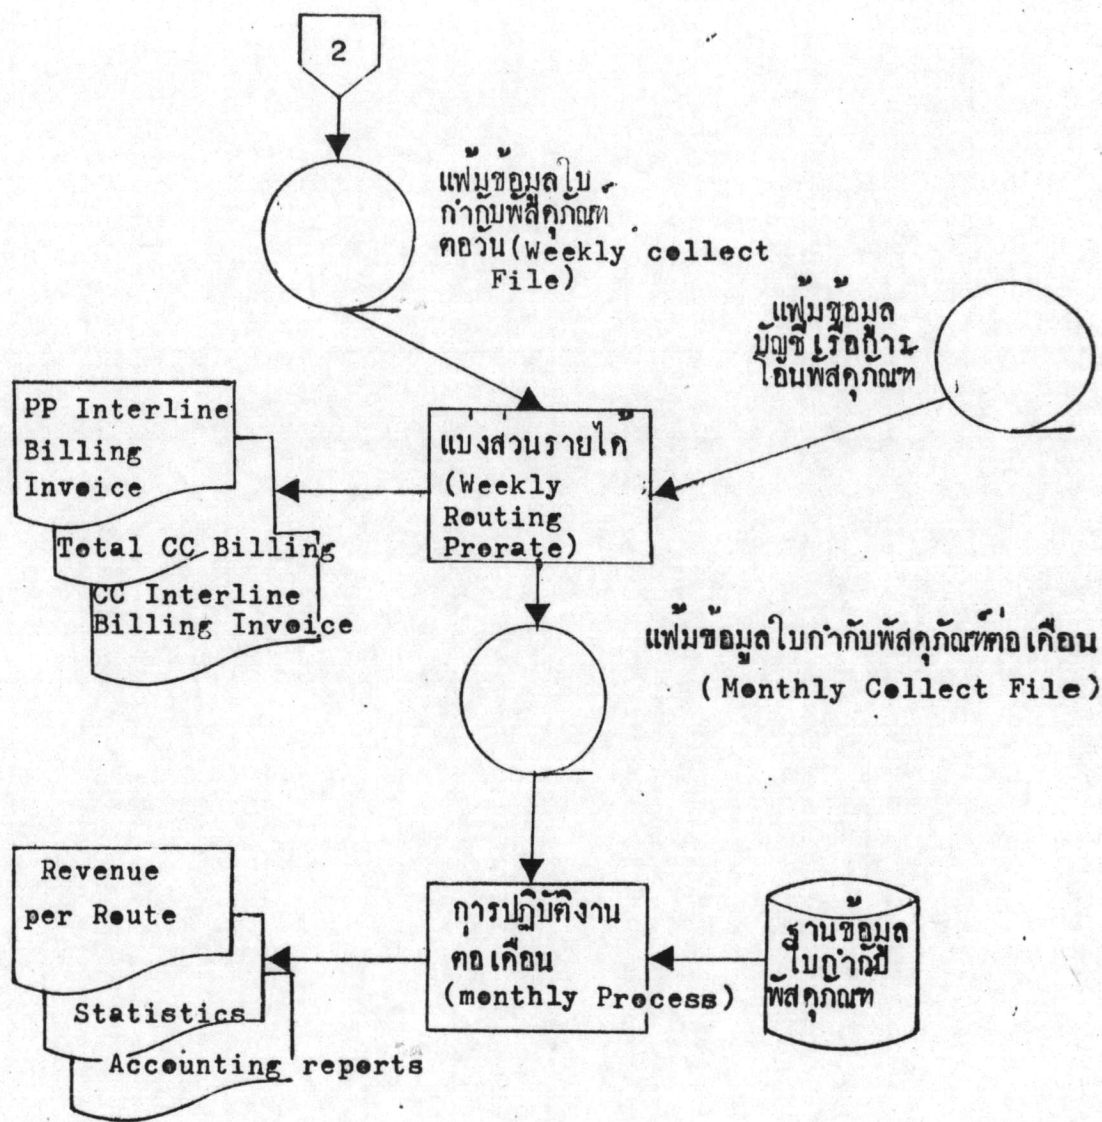 2
แฟ้มข้อมูลใบ
กำกับพัสดุภัณฑ์
ต่อวัน(Weekly collect
File)
แฟ้มข้อมูล
บัญชีเรือการ
โอนพัสดุภัณฑ์
PP Interline
Billing
Invoice
Total CC Billing
CC Interline
Billing Invoice
แบ่งส่วนรายได้
(Weekly
Routing
Prorate)
แฟ้มข้อมูลใบกำกับพัสดุภัณฑ์ต่อเดือน
(Monthly Collect File)
Revenue
per Route
Statistics
Accounting reports
การปฏิบัติงาน
ต่อเดือน
(monthly Process)
ฐานข้อมูล
ใบกำกับ
พัสดุภัณฑ์